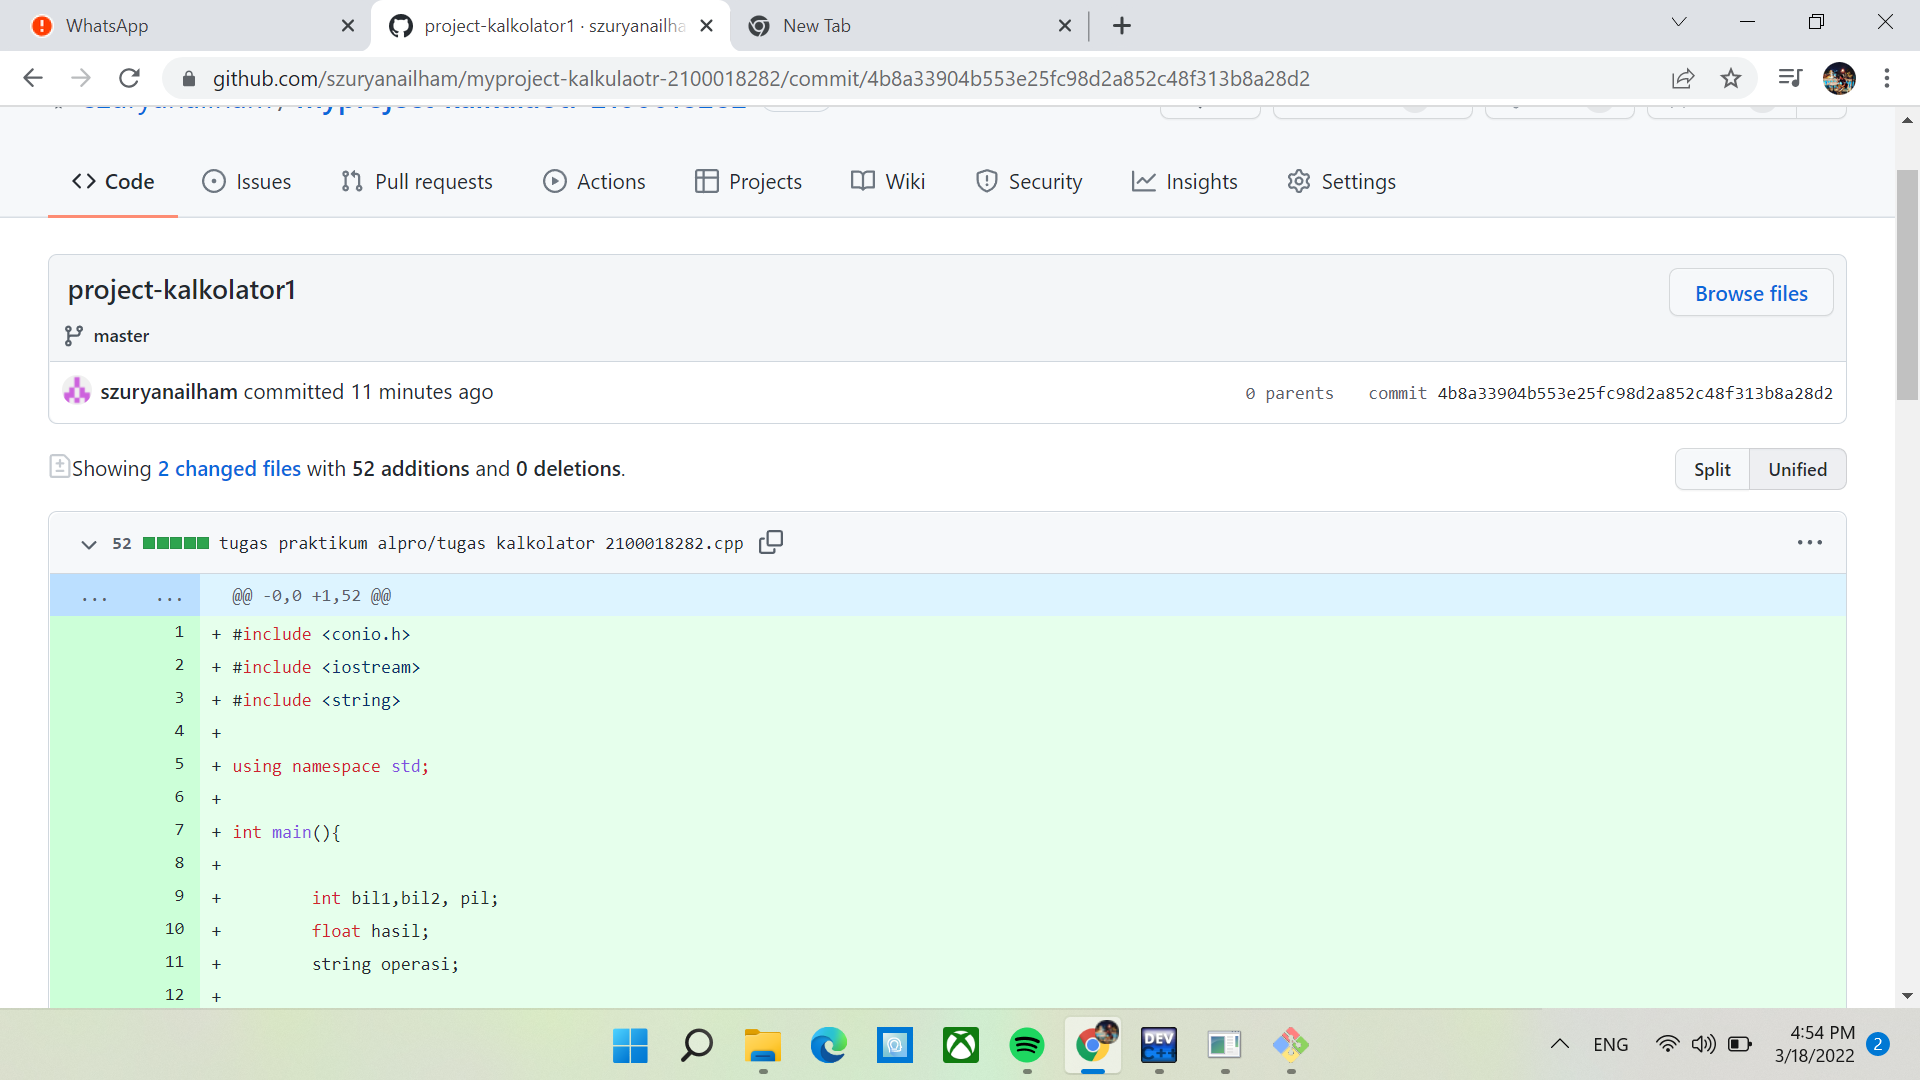 WhatsApp
project-kalkolator1 · szuryanailha
New Tab
github.com/szuryanailham/myproject-kalkulaotr-2100018282/commit/4b8a33904b553e25fc98d2a852c48f313b8a28d2
Code Issues Pull requests Actions Projects Wiki Security Insights Settings
project-kalkolator1
Browse files
master
szuryanailham committed 11 minutes ago
0 parents commit 4b8a33904b553e25fc98d2a852c48f313b8a28d2
Showing 2 changed files with 52 additions and 0 deletions.
Split Unified
52 tugas praktikum alpro/tugas kalkolator 2100018282.cpp
... ... @@ -0,0 +1,52 @@
1 + #include <conio.h>
2 + #include <iostream>
3 + #include <string>
4 +
5 + using namespace std;
6 +
7 + int main(){
8 +
9 + int bil1,bil2, pil;
10 + float hasil;
11 + string operasi;
12 +
DEV
C++
ENG
4:54 PM
3/18/2022
2